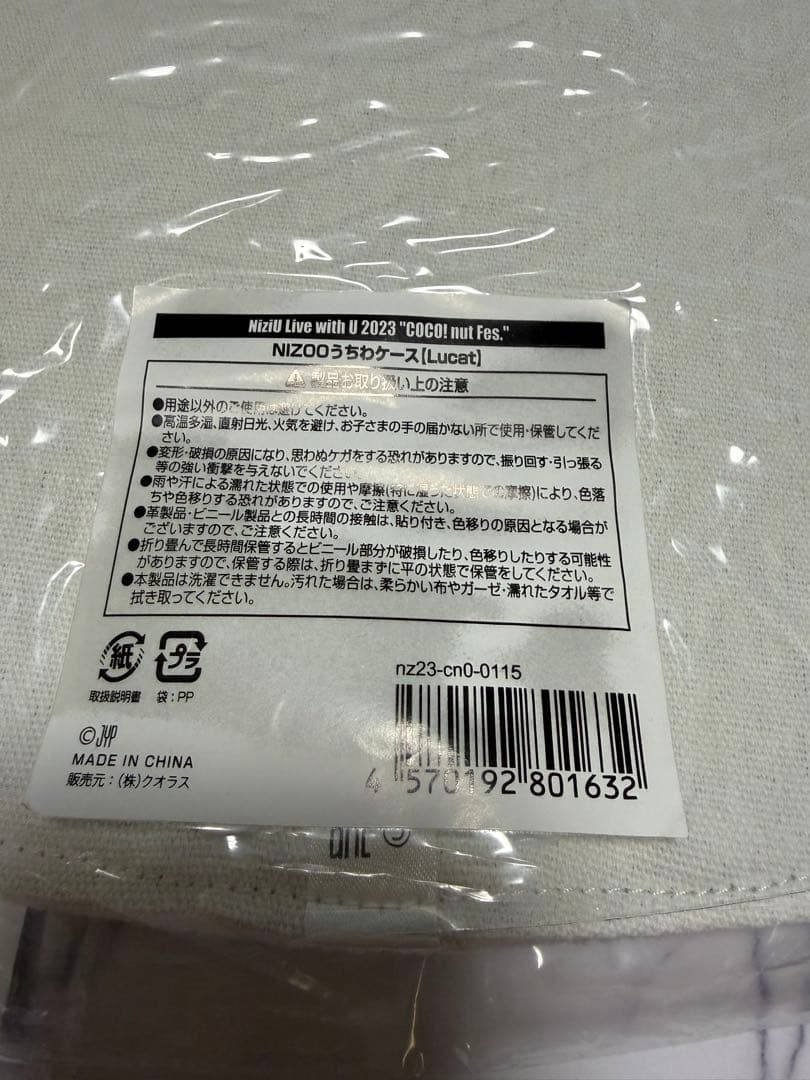 NiziU Live with U 2023 "COCO! nut Fes."
NIZOOうちわケース【Lucat】
製品お取り扱い上の注意
●用途以外のご使用は避けてください。
●高温多湿、直射日光、火気を避け、お子さまの手の届かない所で使用・保管してくだ
さい。
●変形・破損の原因になり、思わぬケガをする恐れがありますので、振り回す・引っ張る
等の強い衝撃を与えないでください。
●雨や汗による濡れた状態での使用や摩擦(特に湿った状態での摩擦)により、色落
ちや色移りする恐れがありますので、ご注意ください。
●革製品・ビニール製品との長時間の接触は、貼り付き、色移りの原因となる場合が
ございますので、ご注意ください。
●折り畳んで長時間保管するとビニール部分が破損したり、色移りしたりする可能性
がありますので、保管する際は、折り畳まずに平の状態で保管をしてください。
●本製品は洗濯できません。汚れた場合は、柔らかい布やガーゼ・濡れたタオル等で
拭き取ってください。
紙 プラ
取扱説明書 袋:PP
nz23-cn0-0115
©JYP
MADE IN CHINA
販売元:(株)クオラス
4 570192 801632